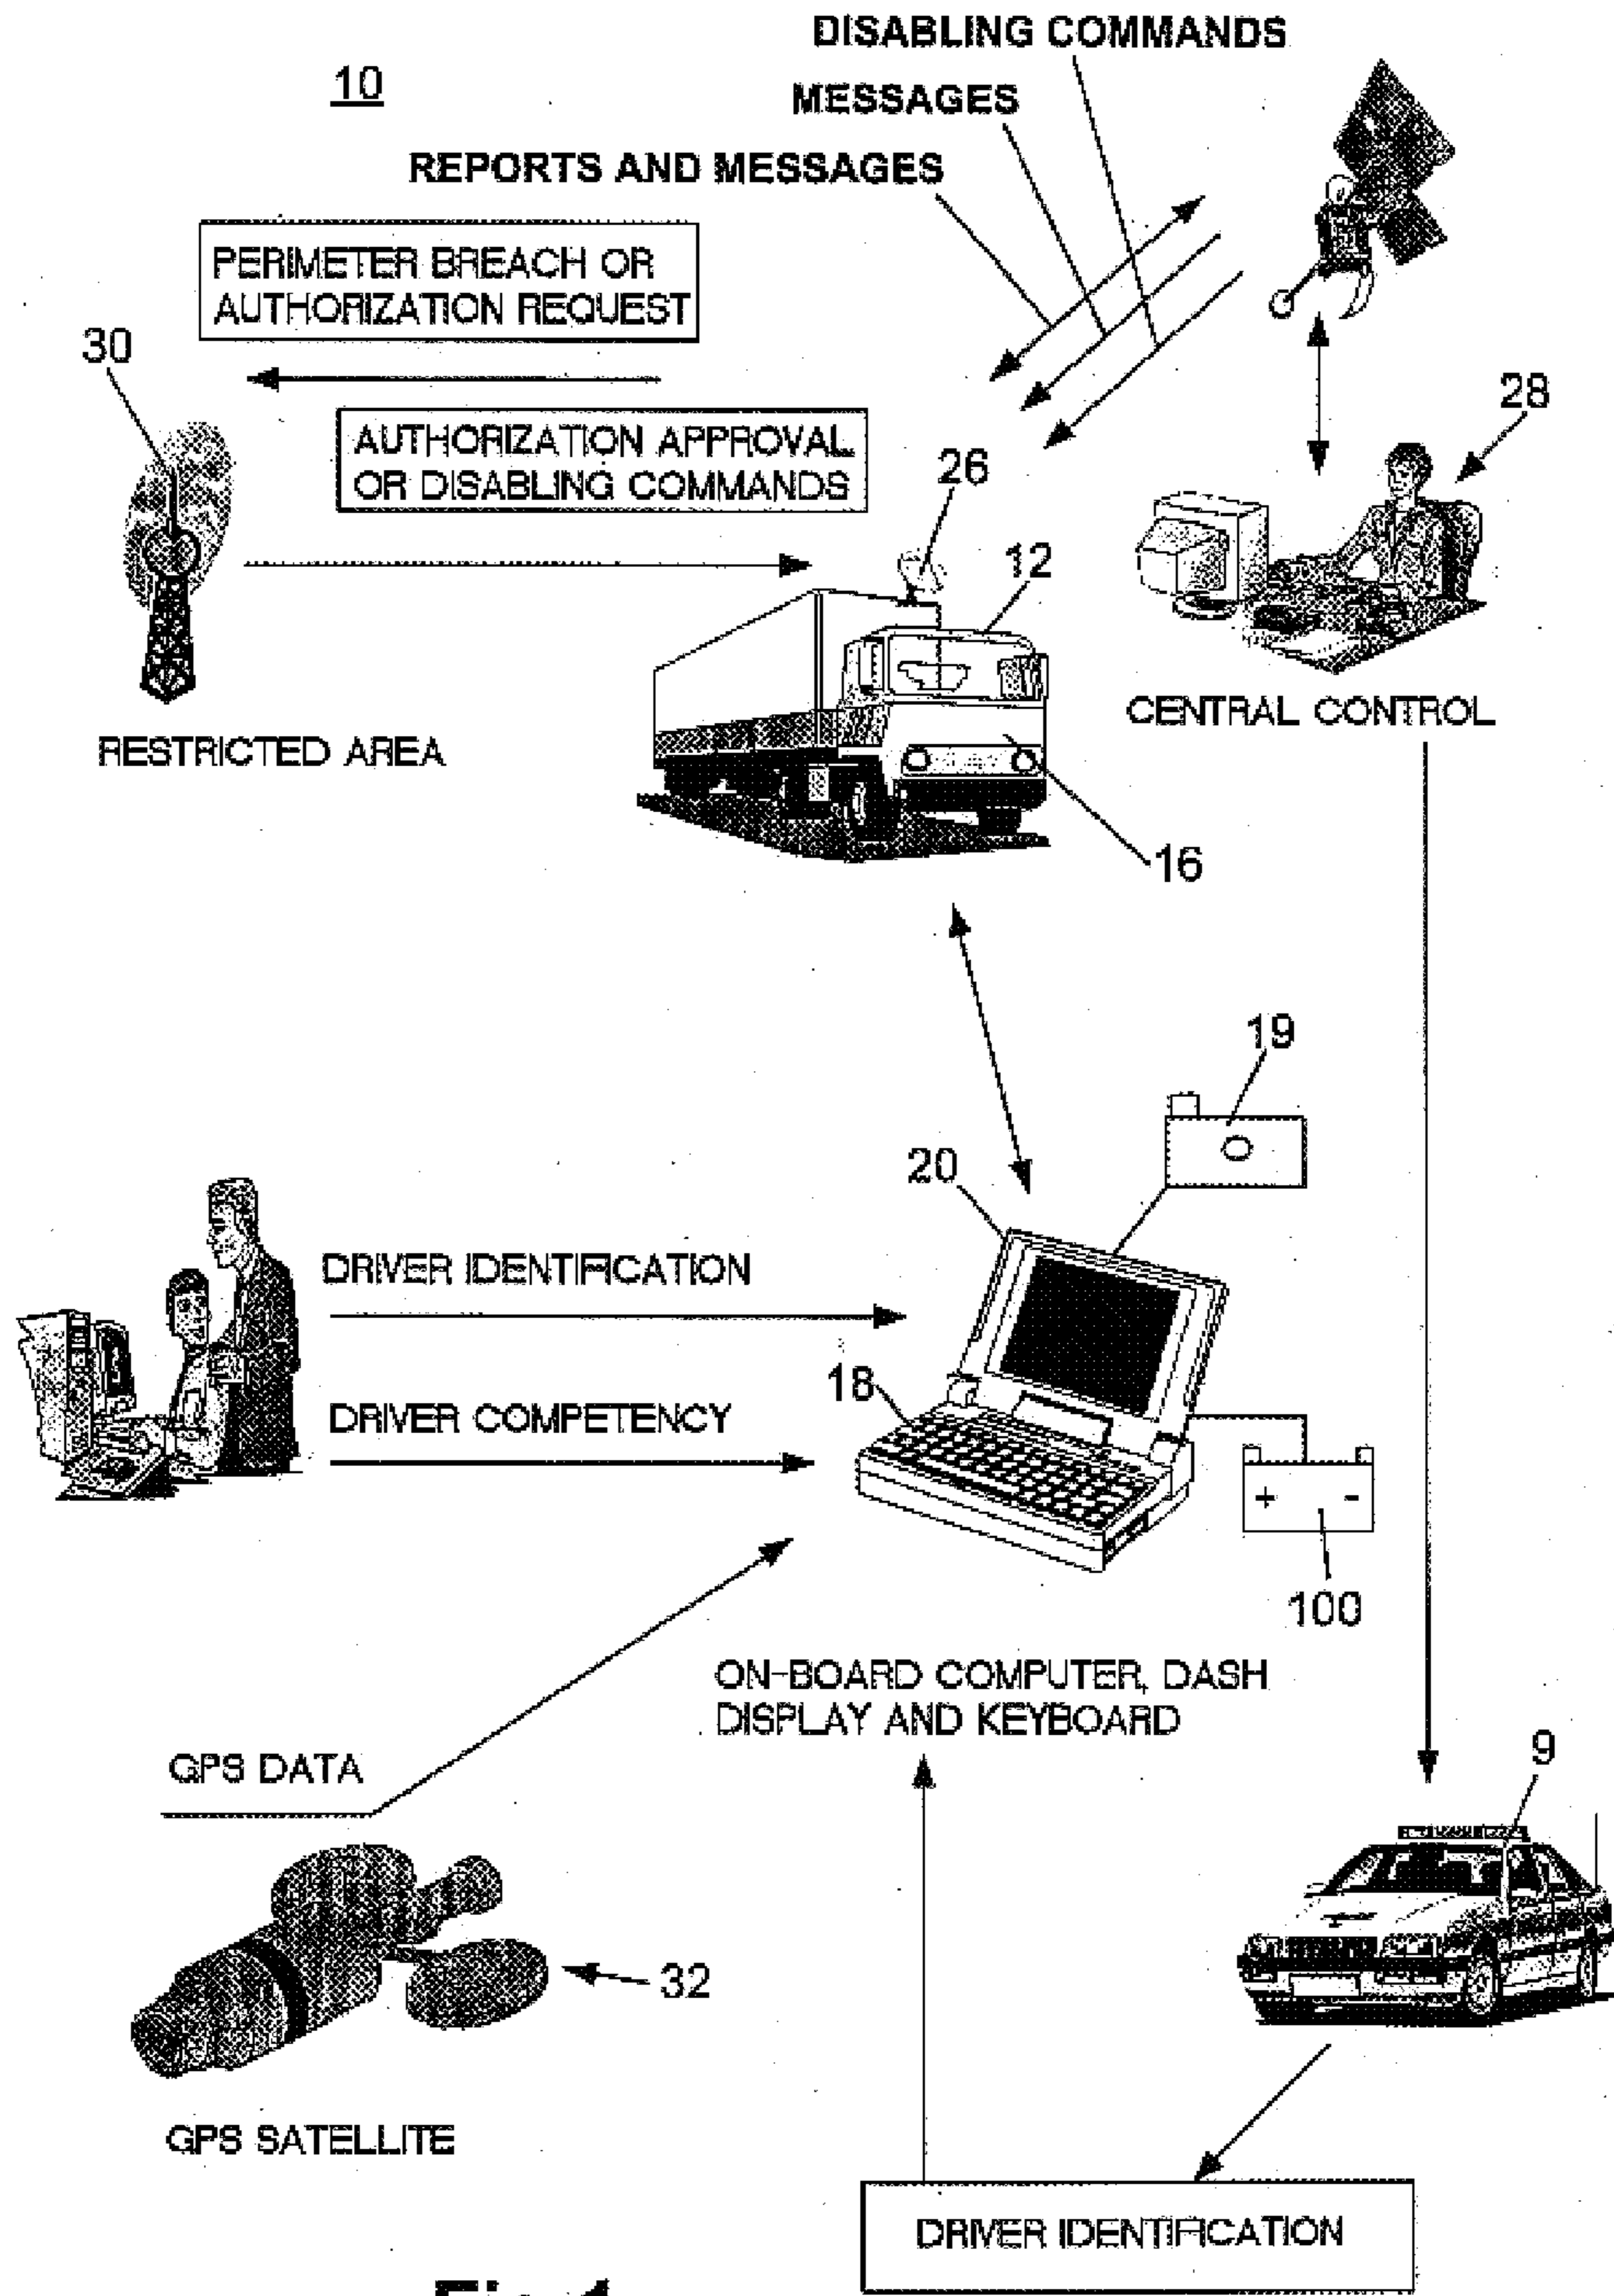 DISABLING COMMANDS
10
MESSAGES
REPORTS AND MESSAGES
PERIMETER BREACH OR
AUTHORIZATION REQUEST
30
28
AUTHORIZATION APPROVAL
OR DISABLING COMMANDS
26
12
CENTRAL CONTROL
RESTRICTED AREA
16
19
20
DRIVER IDENTIFICATION
18
DRIVER COMPETENCY
+ -
100
ON-BOARD COMPUTER, DASH
DISPLAY AND KEYBOARD
GPS DATA
9
32
GPS SATELLITE
DRIVER IDENTIFICATION